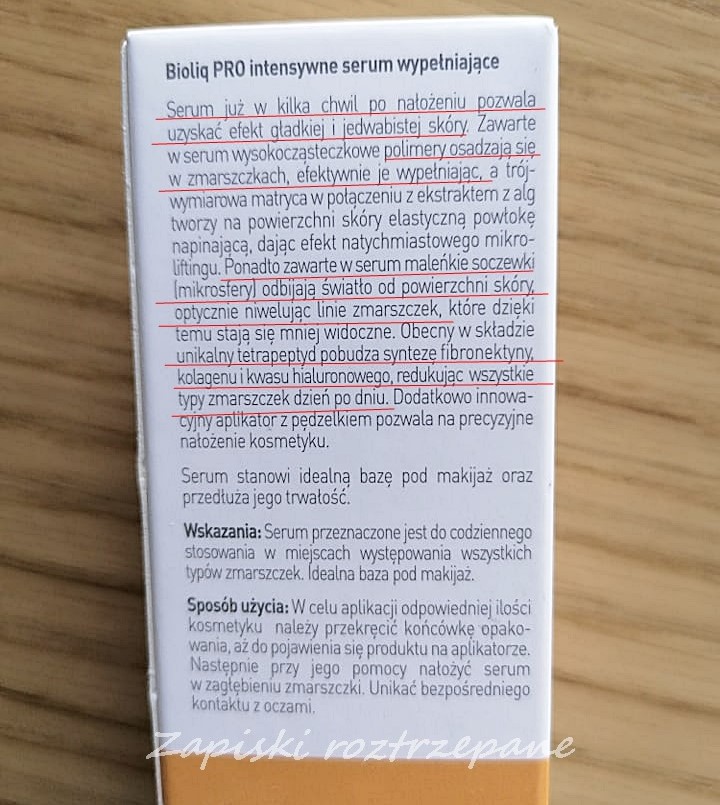 Bioliq PRO intensywne serum wypełniające
Serum już w kilka chwil po nałożeniu pozwala
uzyskać efekt gładkiej i jedwabistej skóry. Zawarte
w serum wysokocząsteczkowe polimery osadzają się
w zmarszczkach, efektywnie je wypełniając, a trój-
wymiarowa matryca w połączeniu z ekstraktem z alg
tworzy na powierzchni skóry elastyczną powłokę
napinającą, dając efekt natychmiastowego mikro-
liftingu. Ponadto zawarte w serum maleńkie soczewki
(mikrosfery) odbijają światło od powierzchni skóry,
optycznie niwelując linie zmarszczek, które dzięki
temu stają się mniej widoczne. Obecny w składzie
unikalny tetrapeptyd pobudza syntezę fibronektyny,
kolagenu i kwasu hialuronowego, redukując wszystkie
typy zmarszczek dzień po dniu. Dodatkowo innowa-
cyjny aplikator z pędzelkiem pozwala na precyzyjne
nałożenie kosmetyku.
Serum stanowi idealną bazę pod makijaż oraz
przedłuża jego trwałość.
Wskazania: Serum przeznaczone jest do codziennego
stosowania w miejscach występowania wszystkich
typów zmarszczek. Idealna baza pod makijaż.
Sposób użycia: W celu aplikacji odpowiedniej ilości
kosmetyku należy przekręcić końcówkę opako-
wania, aż do pojawienia się produktu na aplikatorze.
Następnie przy jego pomocy nałożyć serum
w zagłębieniu zmarszczki. Unikać bezpośredniego
kontaktu z oczami.
Zapiski roztrzepane